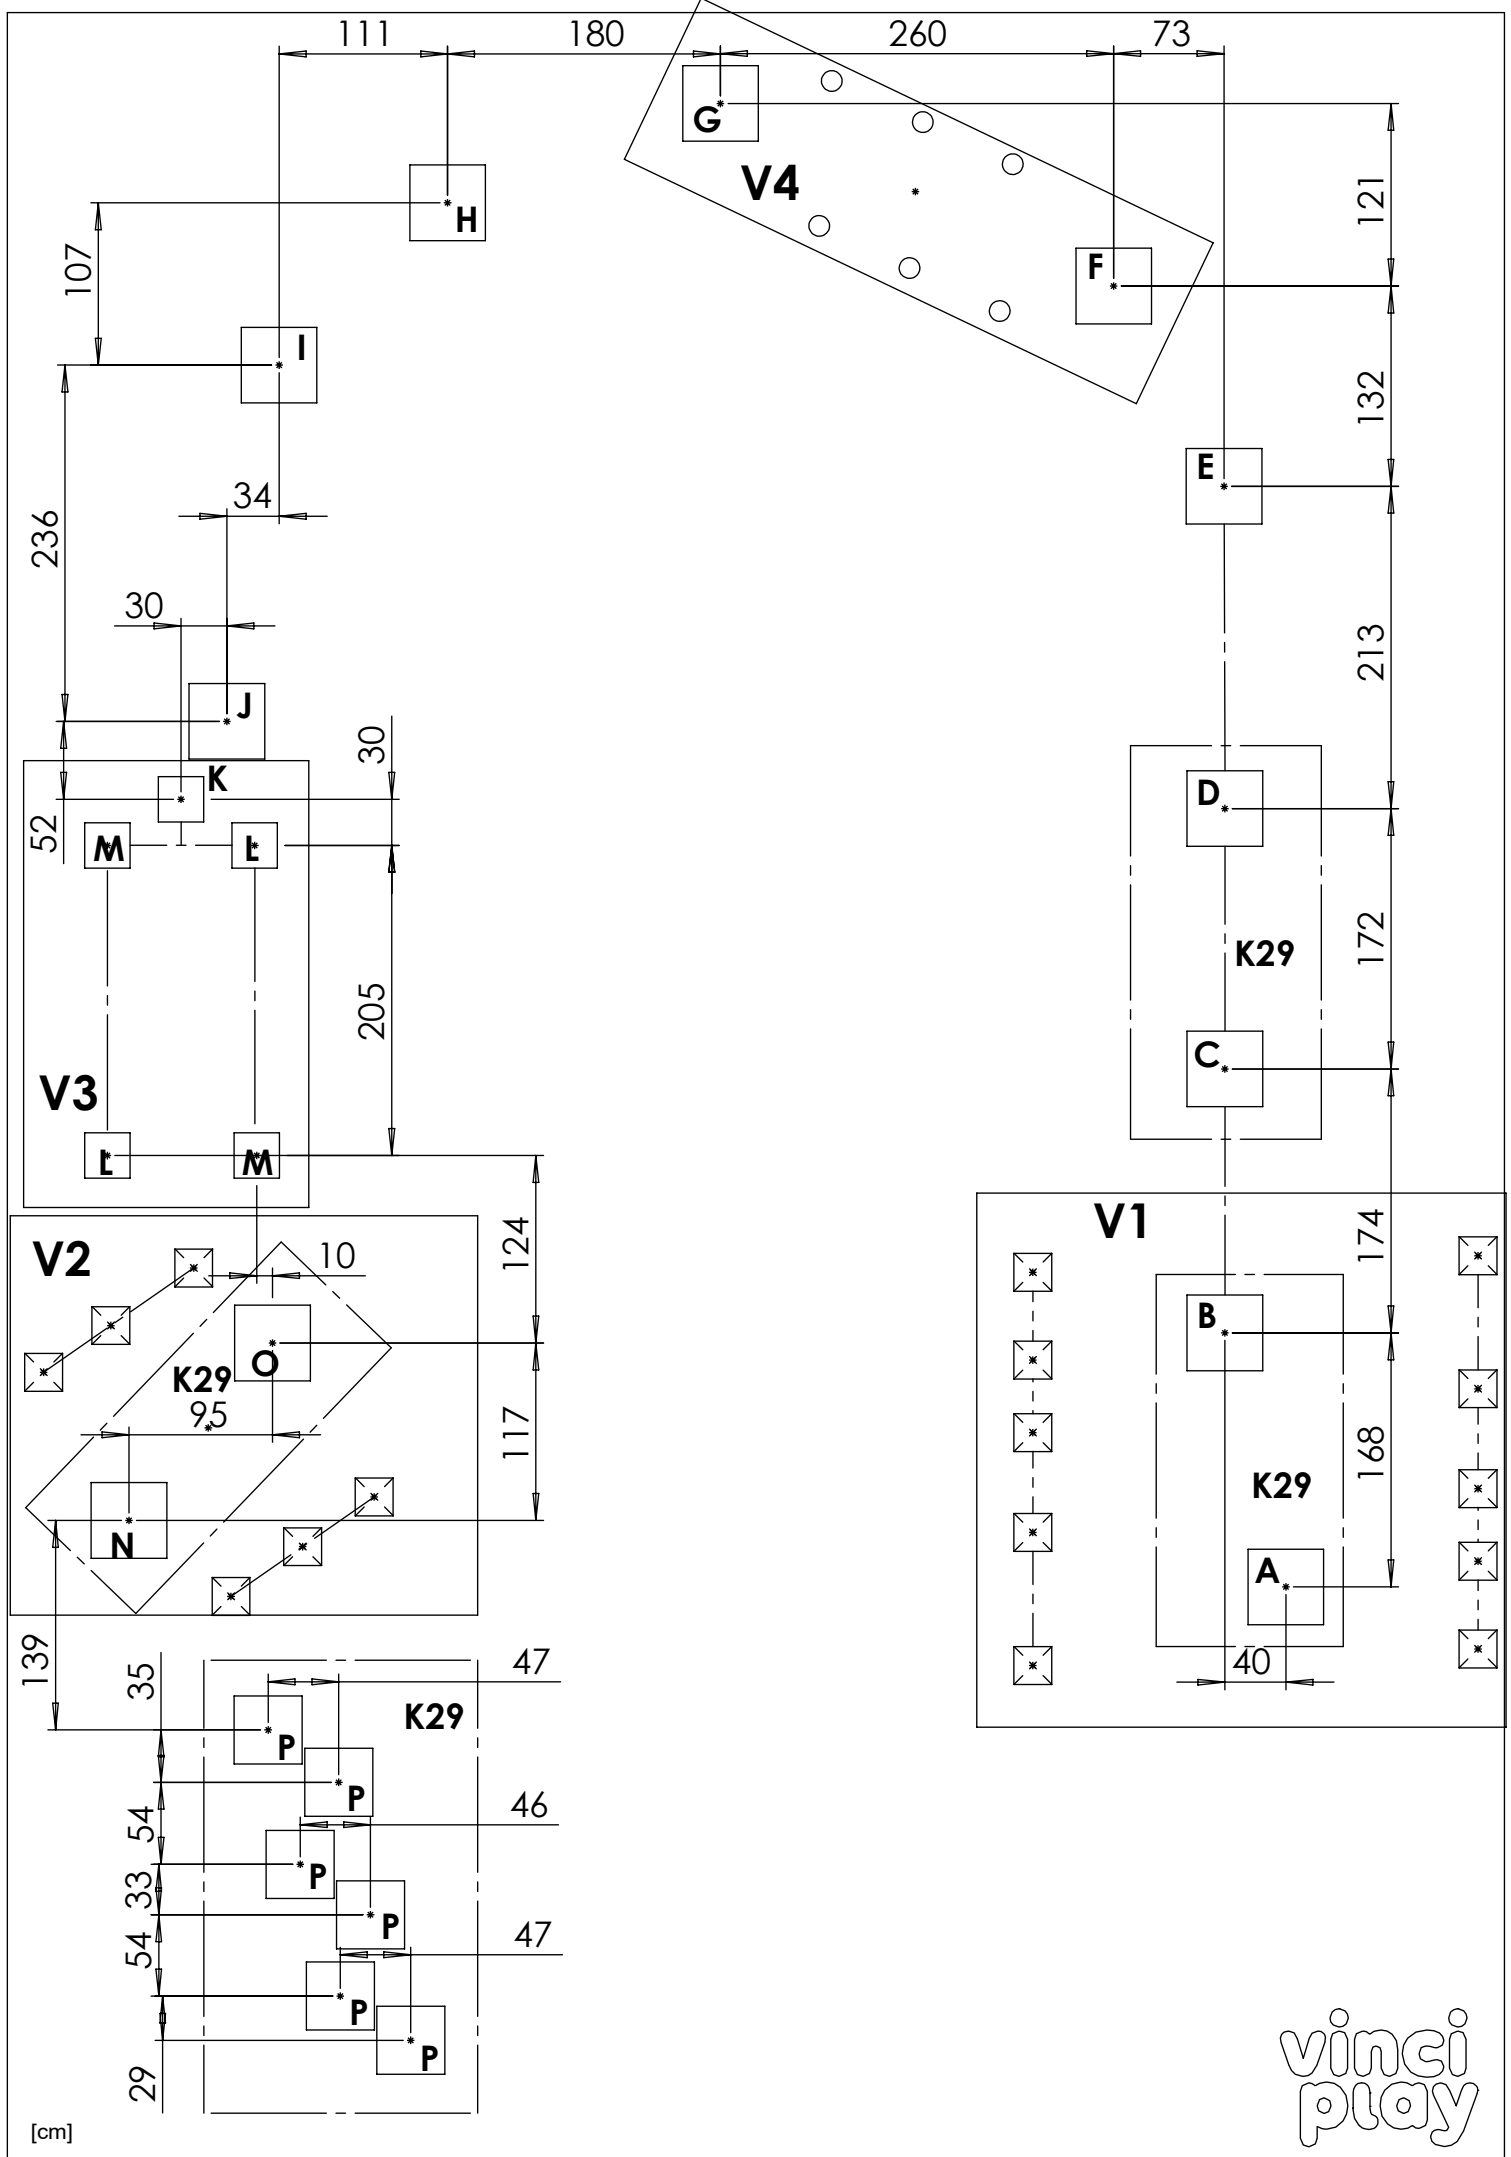 111
180
260
73
G
V4
121
H
F
107
I
132
E
34
236
30
213
J
30
K
52
D
M
Ł
172
K29
205
C
V3
L
M
V1
174
124
V2
10
B
O
K29
95
117
168
K29
N
A
139
35
47
40
K29
P
P
54
46
P
33
P
54
47
P
P
29
vinci
play
[cm]